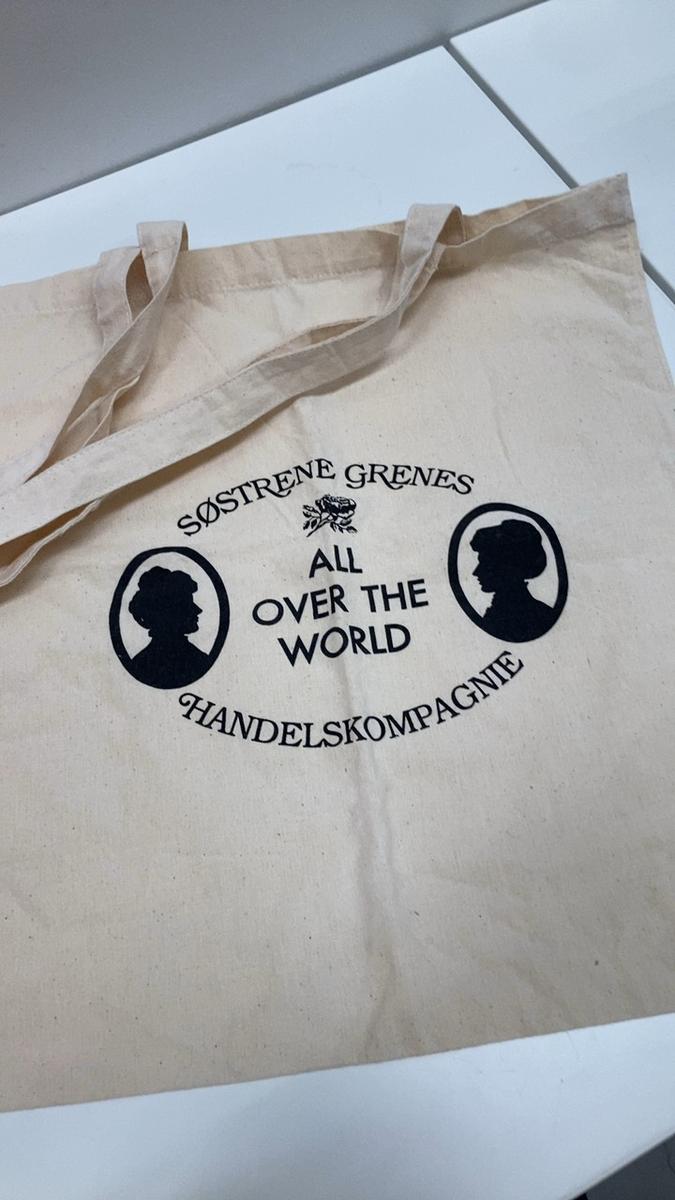 SØSTRENE GRENES
ALL
OVER THE
WORLD
HANDELSKOMPAGNIE